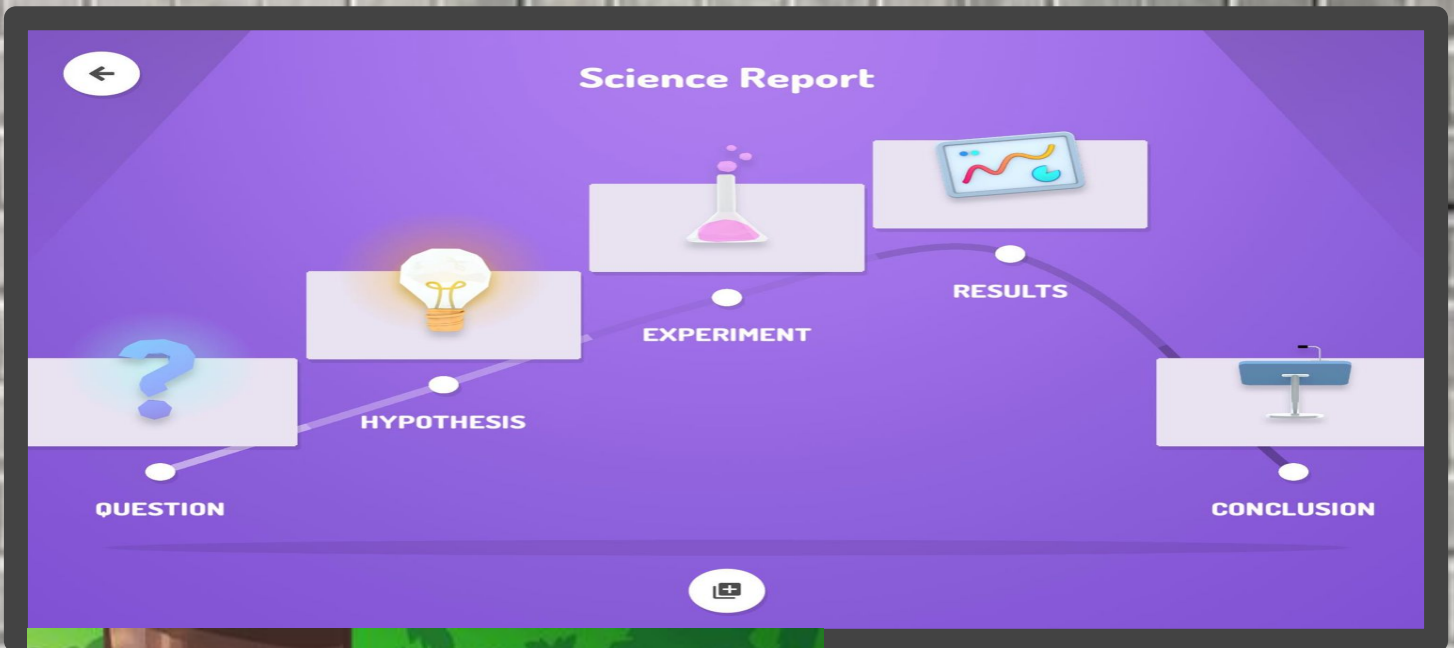 Science Report
QUESTION
HYPOTHESIS
EXPERIMENT
RESULTS
CONCLUSION